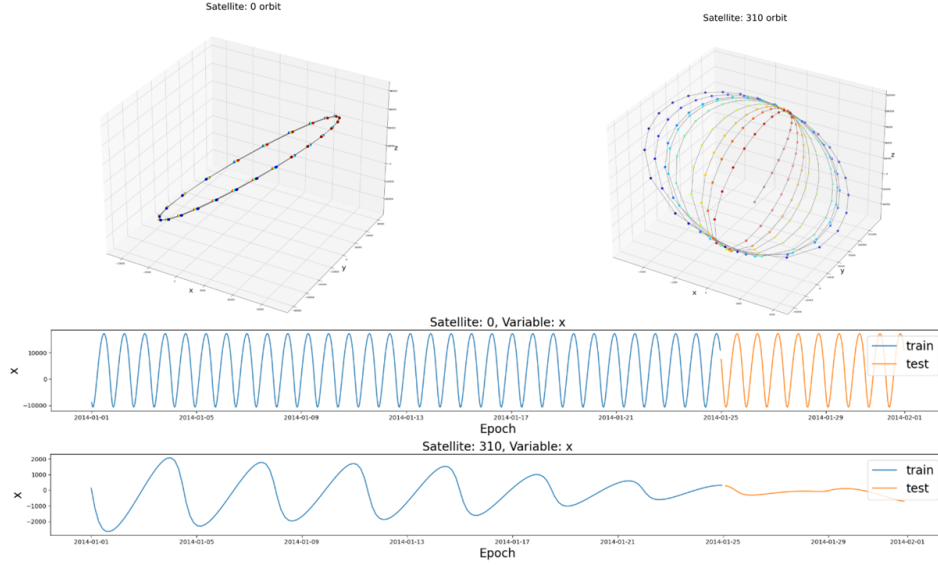 Satellite: 0 orbit
Satellite: 310 orbit
z
y
x
z
y
x
Satellite: 0, Variable: x
10000
0
−10000
x
train
test
2014-01-01 2014-01-05 2014-01-09 2014-01-13 2014-01-17 2014-01-21 2014-01-25 2014-01-29 2014-02-01
Epoch
Satellite: 310, Variable: x
2000
1000
0
−1000
−2000
x
train
test
2014-01-01 2014-01-05 2014-01-09 2014-01-13 2014-01-17 2014-01-21 2014-01-25 2014-01-29 2014-02-01
Epoch